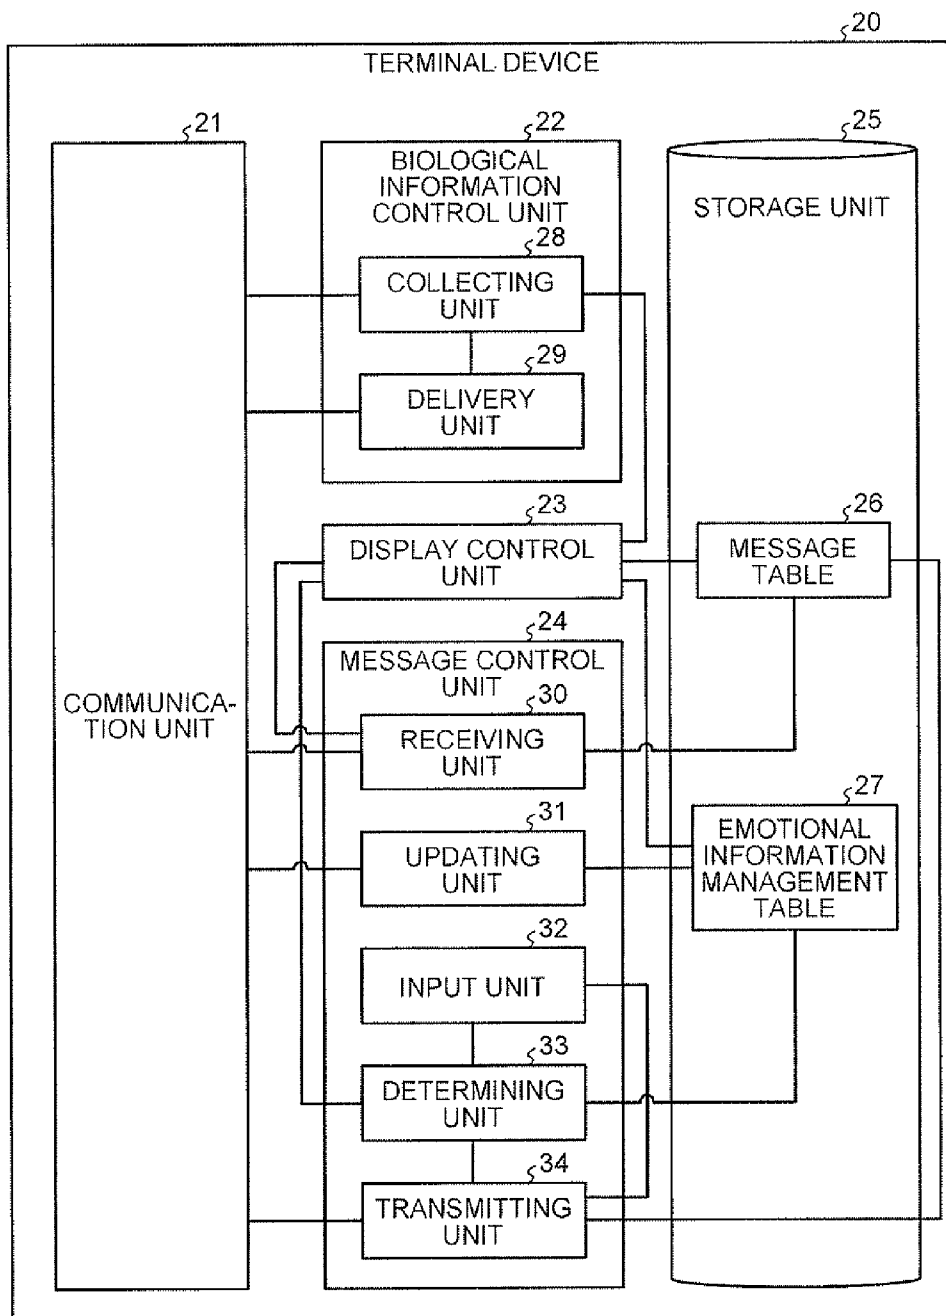 20
TERMINAL DEVICE
21
22
25
BIOLOGICAL
INFORMATION
CONTROL UNIT
STORAGE UNIT
28
COLLECTING
UNIT
29
DELIVERY
UNIT
23
DISPLAY CONTROL
UNIT
26
MESSAGE
TABLE
24
MESSAGE CONTROL
UNIT
COMMUNICA-
TION UNIT
30
RECEIVING
UNIT
31
UPDATING
UNIT
27
EMOTIONAL
INFORMATION
MANAGEMENT
TABLE
32
INPUT UNIT
33
DETERMINING
UNIT
34
TRANSMITTING
UNIT